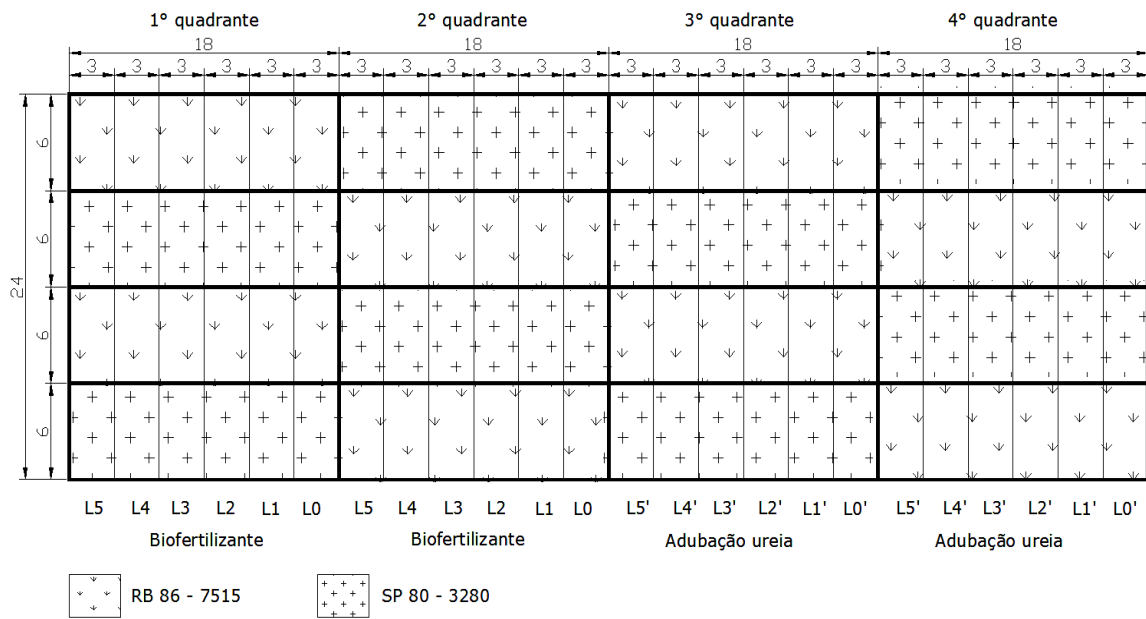 1° quadrante 2° quadrante 3° quadrante 4° quadrante
18 18 18 18
3 3 3 3 3 3 3 3 3 3 3 3 3 3 3 3 3 3 3 3 3 3 3 3
6
6
24
6
6
L5 L4 L3 L2 L1 L0 L5 L4 L3 L2 L1 L0 L5' L4' L3' L2' L1' L0' L5' L4' L3' L2' L1' L0'
Biofertilizante Biofertilizante Adubação ureia Adubação ureia
RB 86 - 7515 SP 80 - 3280